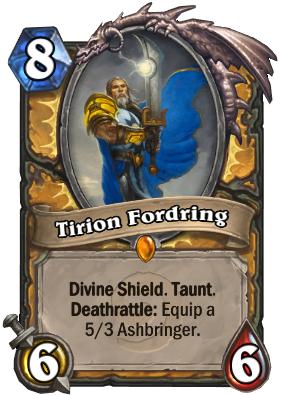 8
Tirion Fordring
Divine Shield. Taunt.
Deathrattle: Equip a
5/3 Ashbringer.
6 6